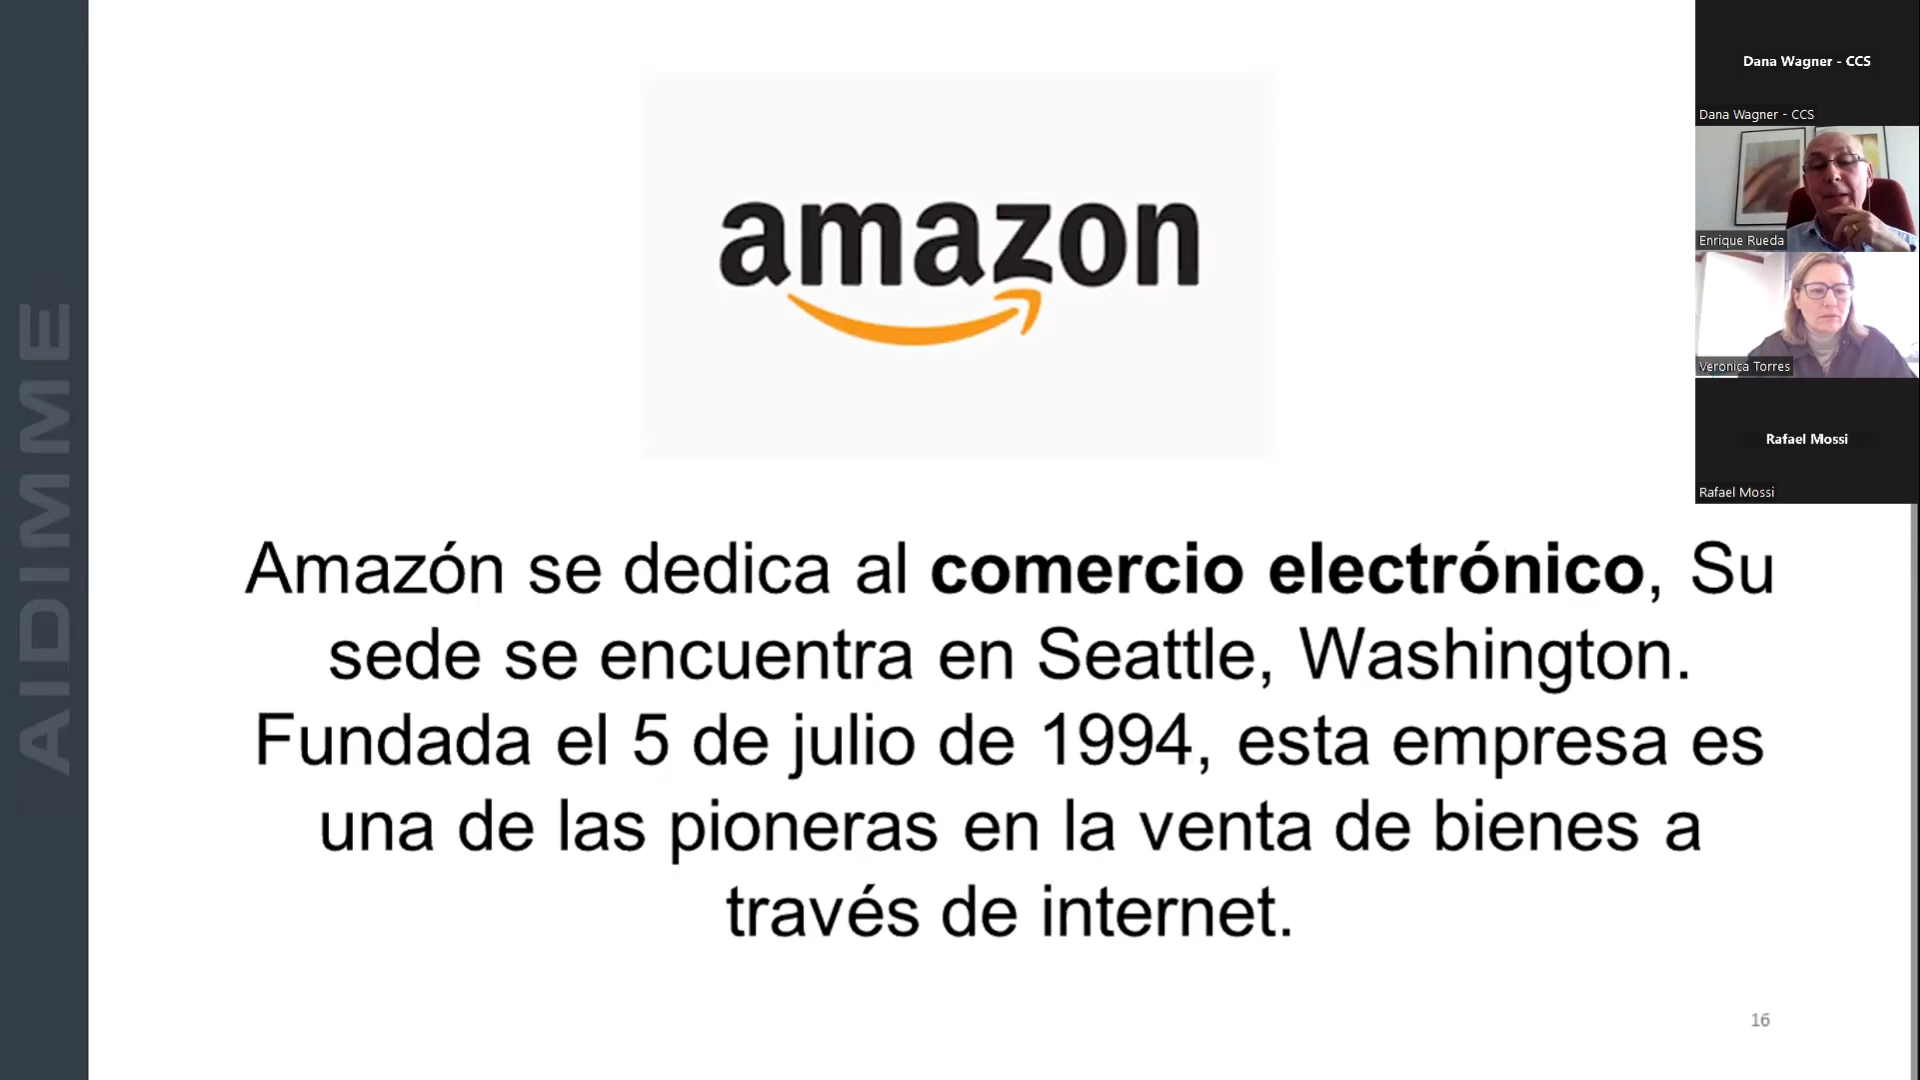 amazon
Amazón se dedica al comercio electrónico, Su
sede se encuentra en Seattle, Washington.
Fundada el 5 de julio de 1994, esta empresa es
una de las pioneras en la venta de bienes a
través de internet.
16
AIDIMME
Dana Wagner - CCS
Dana Wagner - CCS
Enrique Rueda
Veronica Torres
Rafael Mossi
Rafael Mossi